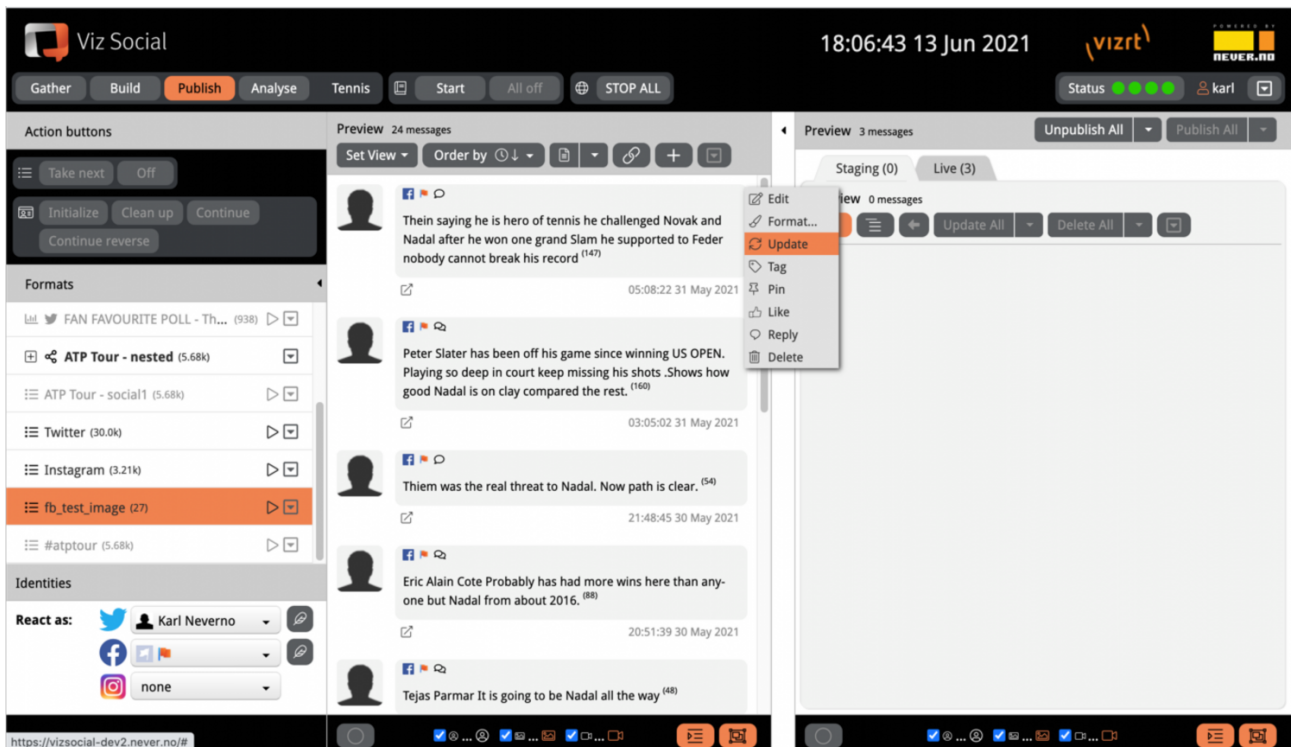 Viz Social
18:06:43 13 Jun 2021
vizrt
POWERED BY
NEVER.NO
Gather Build Publish Analyse Tennis Start All off STOP ALL
Status karl
Action buttons
Take next Off
Initialize Clean up Continue
Continue reverse
Formats
FAN FAVOURITE POLL - Th... (938)
ATP Tour - nested (5.68k)
ATP Tour - social1 (5.68k)
Twitter (30.0k)
Instagram (3.21k)
fb_test_image (27)
#atptour (5.68k)
Identities
React as: Karl Neverno
none
https://vizsocial-dev2.never.no/#
Preview 24 messages
Set View Order by
Thein saying he is hero of tennis he challenged Novak and
Nadal after he won one grand Slam he supported to Feder
nobody cannot break his record (147)
05:08:22 31 May 2021
Peter Slater has been off his game since winning US OPEN.
Playing so deep in court keep missing his shots .Shows how
good Nadal is on clay compared the rest. (160)
03:05:02 31 May 2021
Thiem was the real threat to Nadal. Now path is clear. (54)
21:48:45 30 May 2021
Eric Alain Cote Probably has had more wins here than any-
one but Nadal from about 2016. (88)
20:51:39 30 May 2021
Tejas Parmar It is going to be Nadal all the way (48)
Edit
Format...
Update
Tag
Pin
Like
Reply
Delete
Preview 3 messages
Unpublish All Publish All
Staging (0) Live (3)
iew 0 messages
Update All Delete All
... ... ...
... ... ...